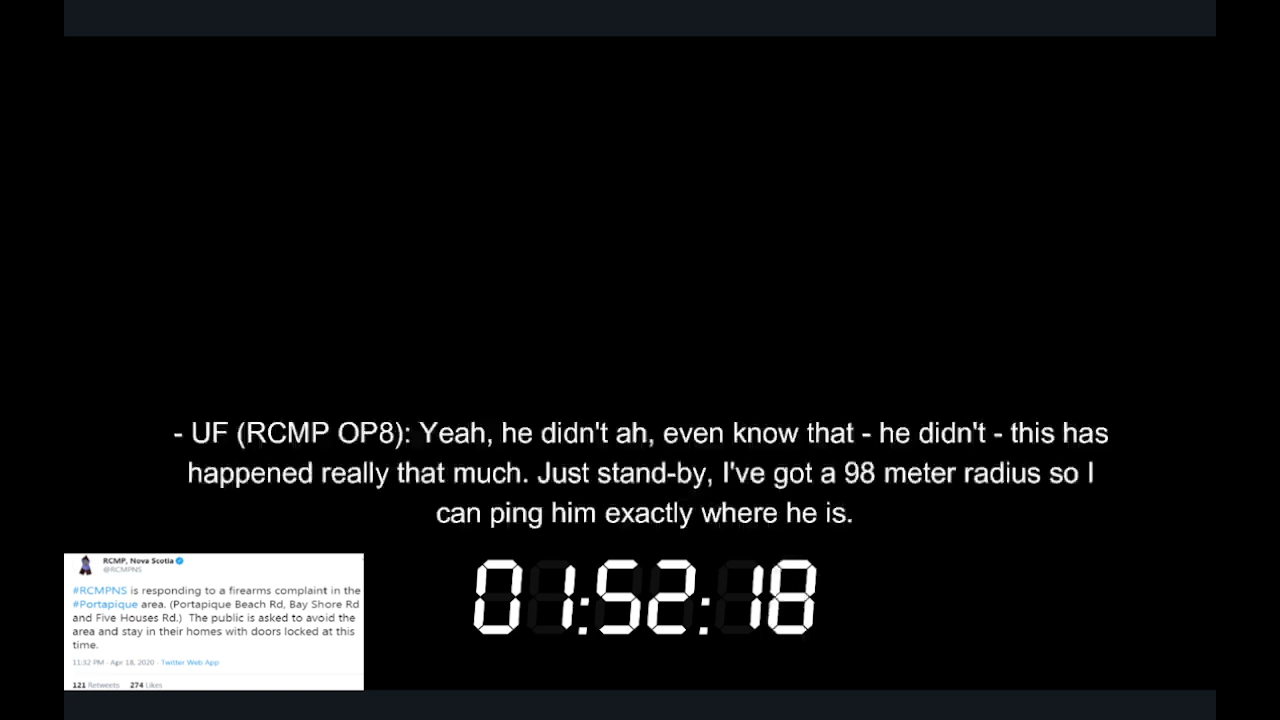 - UF (RCMP OP8): Yeah, he didn't ah, even know that - he didn't - this has
happened really that much. Just stand-by, I've got a 98 meter radius so I
can ping him exactly where he is.
01:52:18
RCMP, Nova Scotia
@RCMPNS
#RCMPNS is responding to a firearms complaint in the
#Portapique area. (Portapique Beach Rd, Bay Shore Rd
and Five Houses Rd.) The public is asked to avoid the
area and stay in their homes with doors locked at this
time.
11:32 PM · Apr 18, 2020 · Twitter Web App
121 Retweets 274 Likes